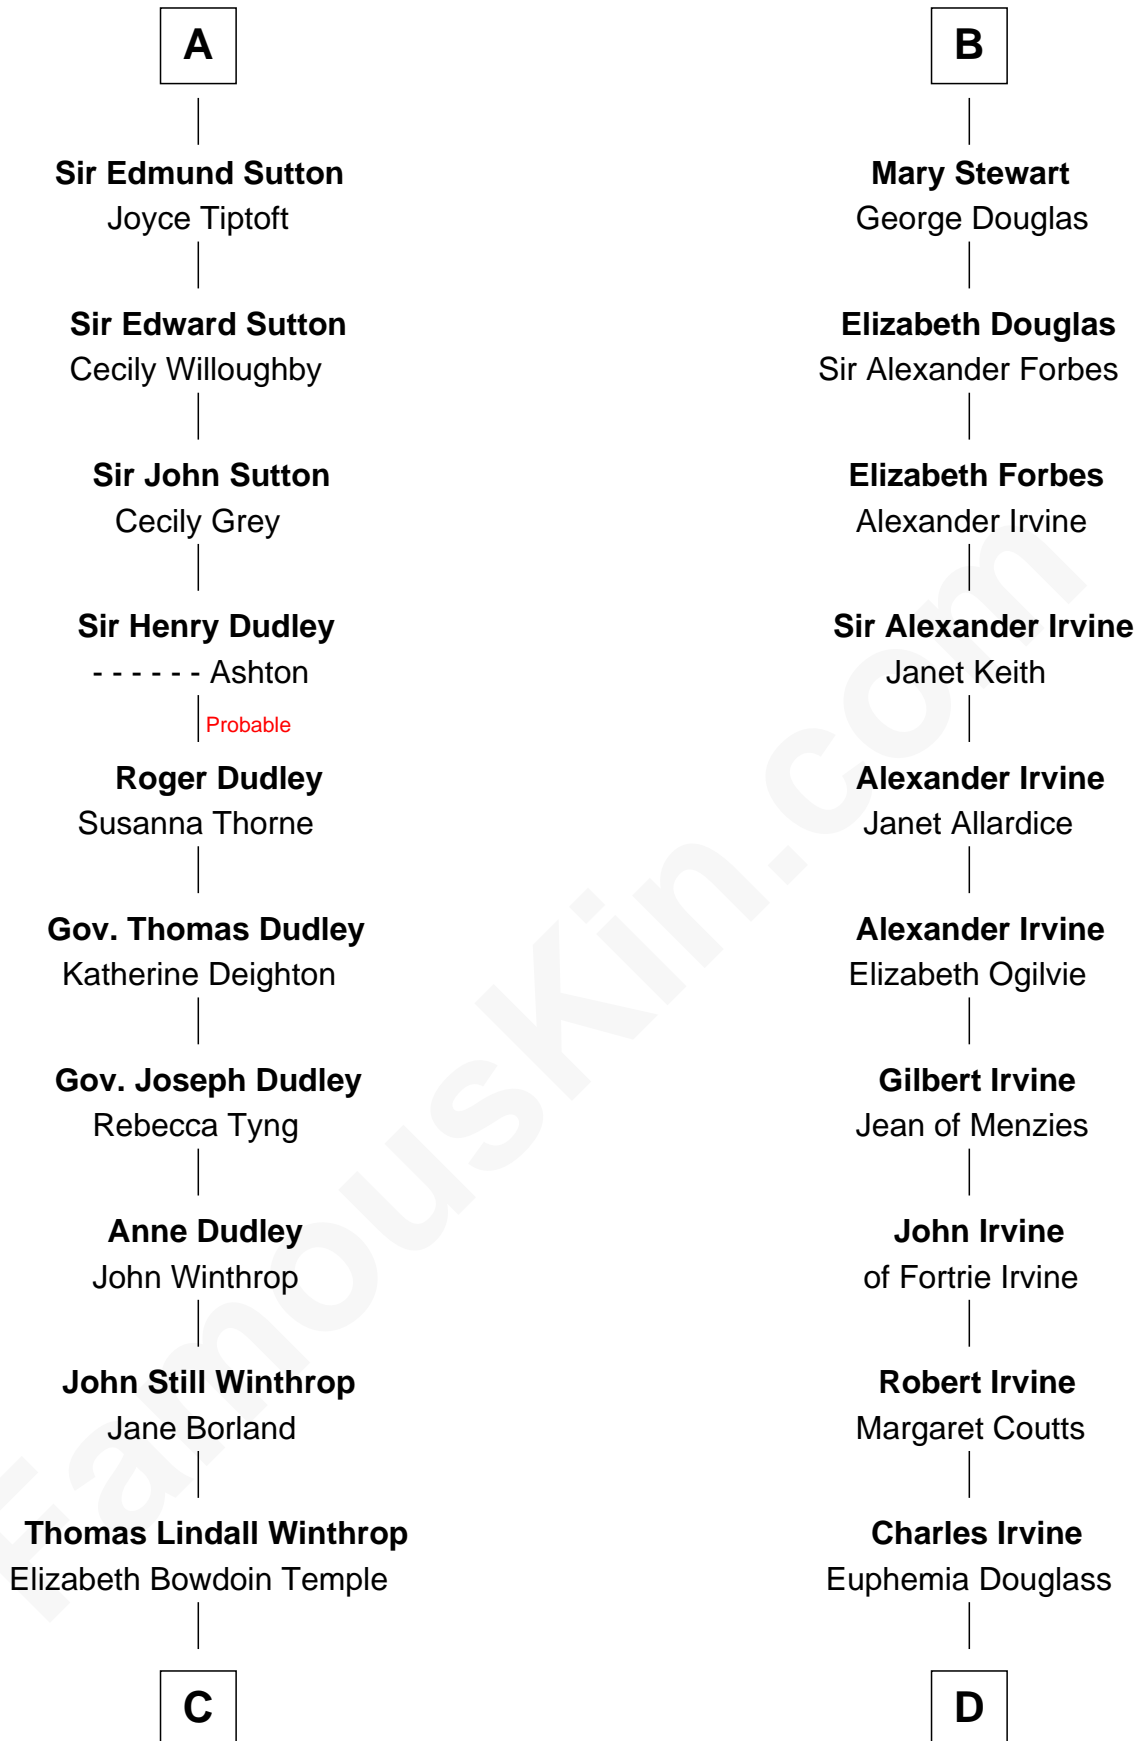 A
Sir Edmund Sutton
Joyce Tiptoft
Sir Edward Sutton
Cecily Willoughby
Sir John Sutton
Cecily Grey
Sir Henry Dudley
- - - - - - Ashton
Probable
Roger Dudley
Susanna Thorne
Gov. Thomas Dudley
Katherine Deighton
Gov. Joseph Dudley
Rebecca Tyng
Anne Dudley
John Winthrop
John Still Winthrop
Jane Borland
Thomas Lindall Winthrop
Elizabeth Bowdoin Temple
C
B
Mary Stewart
George Douglas
Elizabeth Douglas
Sir Alexander Forbes
Elizabeth Forbes
Alexander Irvine
Sir Alexander Irvine
Janet Keith
Alexander Irvine
Janet Allardice
Alexander Irvine
Elizabeth Ogilvie
Gilbert Irvine
Jean of Menzies
John Irvine
of Fortrie Irvine
Robert Irvine
Margaret Coutts
Charles Irvine
Euphemia Douglass
D
FamousKin.com